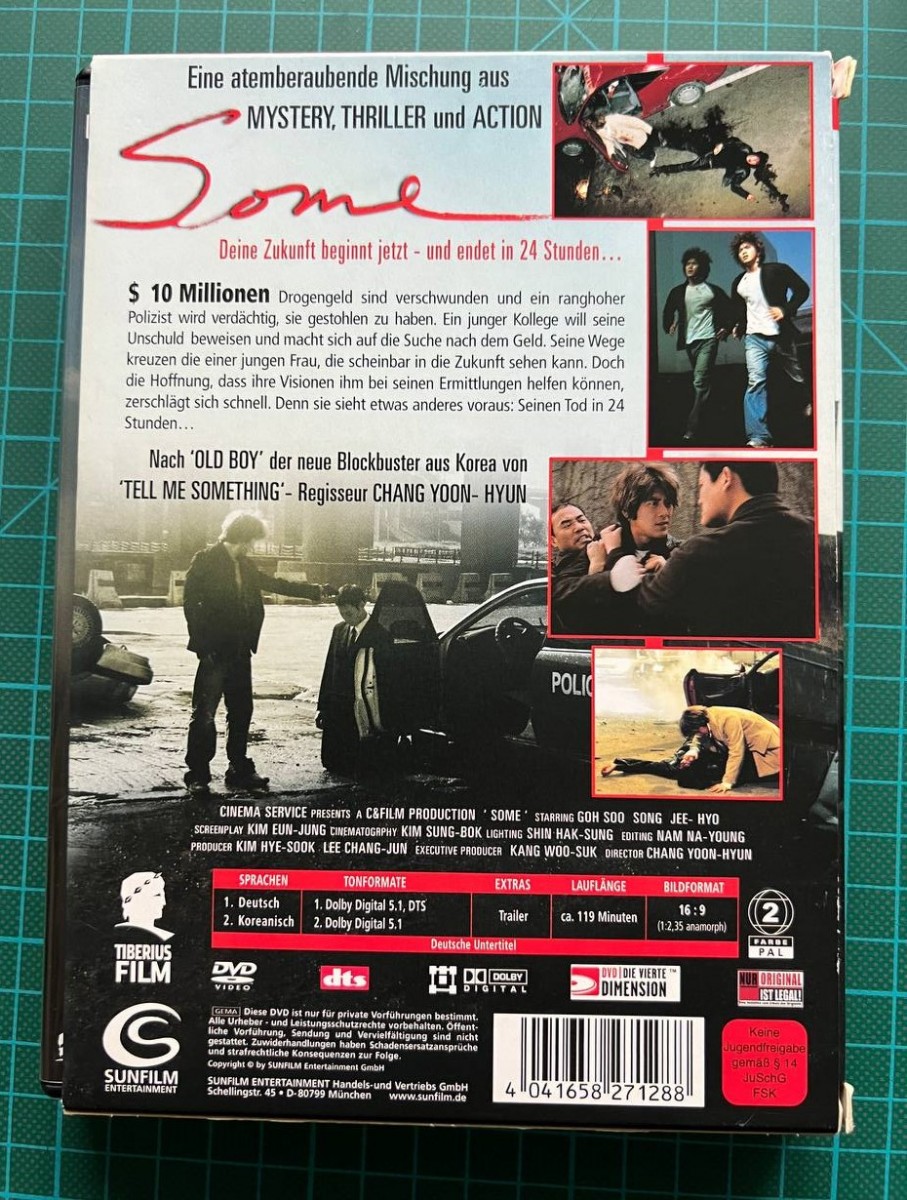 Eine atemberaubende Mischung aus
MYSTERY, THRILLER und ACTION
Some
Deine Zukunft beginnt jetzt - und endet in 24 Stunden...
$ 10 Millionen Drogengeld sind verschwunden und ein ranghoher
Polizist wird verdächtig, sie gestohlen zu haben. Ein junger Kollege will seine
Unschuld beweisen und macht sich auf die Suche nach dem Geld. Seine Wege
kreuzen die einer jungen Frau, die scheinbar in die Zukunft sehen kann. Doch
die Hoffnung, dass ihre Visionen ihm bei seinen Ermittlungen helfen können,
zerschlägt sich schnell. Denn sie sieht etwas anderes voraus: Seinen Tod in 24
Stunden...
Nach 'OLD BOY' der neue Blockbuster aus Korea von
'TELL ME SOMETHING'- Regisseur CHANG YOON- HYUN
POLIC
CINEMA SERVICE PRESENTS A C&FILM PRODUCTION ' SOME ' STARRING GOH SOO SONG JEE- HYO
SCREENPLAY KIM EUN-JUNG CINEMATOGRPHY KIM SUNG-BOK LIGHTING SHIN HAK-SUNG EDITING NAM NA-YOUNG
PRODUCER KIM HYE-SOOK LEE CHANG-JUN EXECUTIVE PRODUCER KANG WOO-SUK DIRECTOR CHANG YOON-HYUN
SPRACHEN TONFORMATE EXTRAS LAUFLÄNGE BILDFORMAT
1. Deutsch 1. Dolby Digital 5.1, DTS Trailer ca. 119 Minuten 16:9
2. Koreanisch 2. Dolby Digital 5.1 (1:2,35 anamorph)
Deutsche Untertitel
2
FARBE
PAL
TIBERIUS
FILM
DVD
VIDEO
dts
DOLBY
DIGITAL
DVD | DIE VIERTE™
DIMENSION
NUR ORIGINAL
IST LEGAL!
SUNFILM
ENTERTAINMENT
GEMA Diese DVD ist nur für private Vorführungen bestimmt.
Alle Urheber - und Leistungsschutzrechte vorbehalten. Öffent-
liche Vorführung, Sendung und Vervielfältigung sind nicht
gestattet. Zuwiderhandlungen haben Schadensersatzansprüche
und strafrechtliche Konsequenzen zur Folge.
Copyright © by SUNFILM Entertainment GmbH
SUNFILM ENTERTAINMENT Handels-und Vertriebs GmbH
Schellingstr. 45 • D-80799 München www.sunfilm.de
4 041658 271288
Keine
Jugendfreigabe
gemäß § 14
JuSchG
FSK